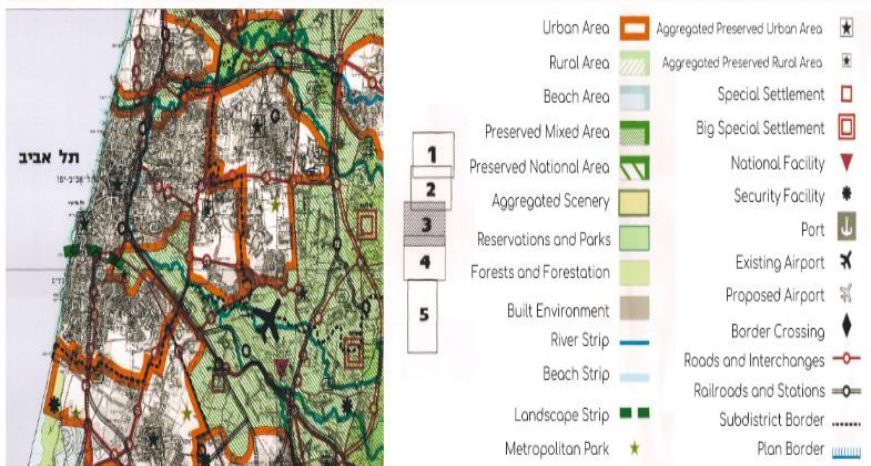 תל אביב
1
2
3
4
5
Urban Area
Rural Area
Beach Area
Preserved Mixed Area
Preserved National Area
Aggregated Scenery
Reservations and Parks
Forests and Forestation
Built Environment
River Strip
Beach Strip
Landscape Strip
Metropolitan Park
Aggregated Preserved Urban Area
Aggregated Preserved Rural Area
Special Settlement
Big Special Settlement
National Facility
Security Facility
Port
Existing Airport
Proposed Airport
Border Crossing
Roads and Interchanges
Railroads and Stations
Subdistrict Border
Plan Border